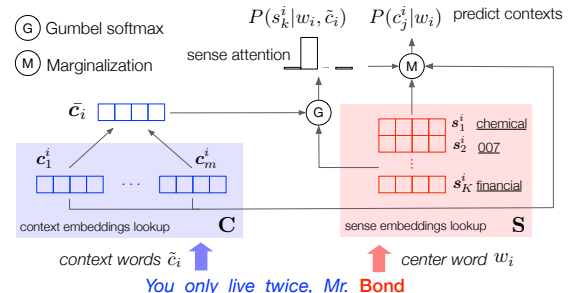 P(s_k^i|w_i, c̃_i) P(c_j^i|w_i) predict contexts
G Gumbel softmax
M Marginalization
sense attention
M
c̄_i
G
s_1^i chemical
s_2^i 007
c_1^i c_m^i
s_K^i financial
context embeddings lookup C
sense embeddings lookup S
context words c̃_i
center word w_i
You only live twice, Mr. Bond